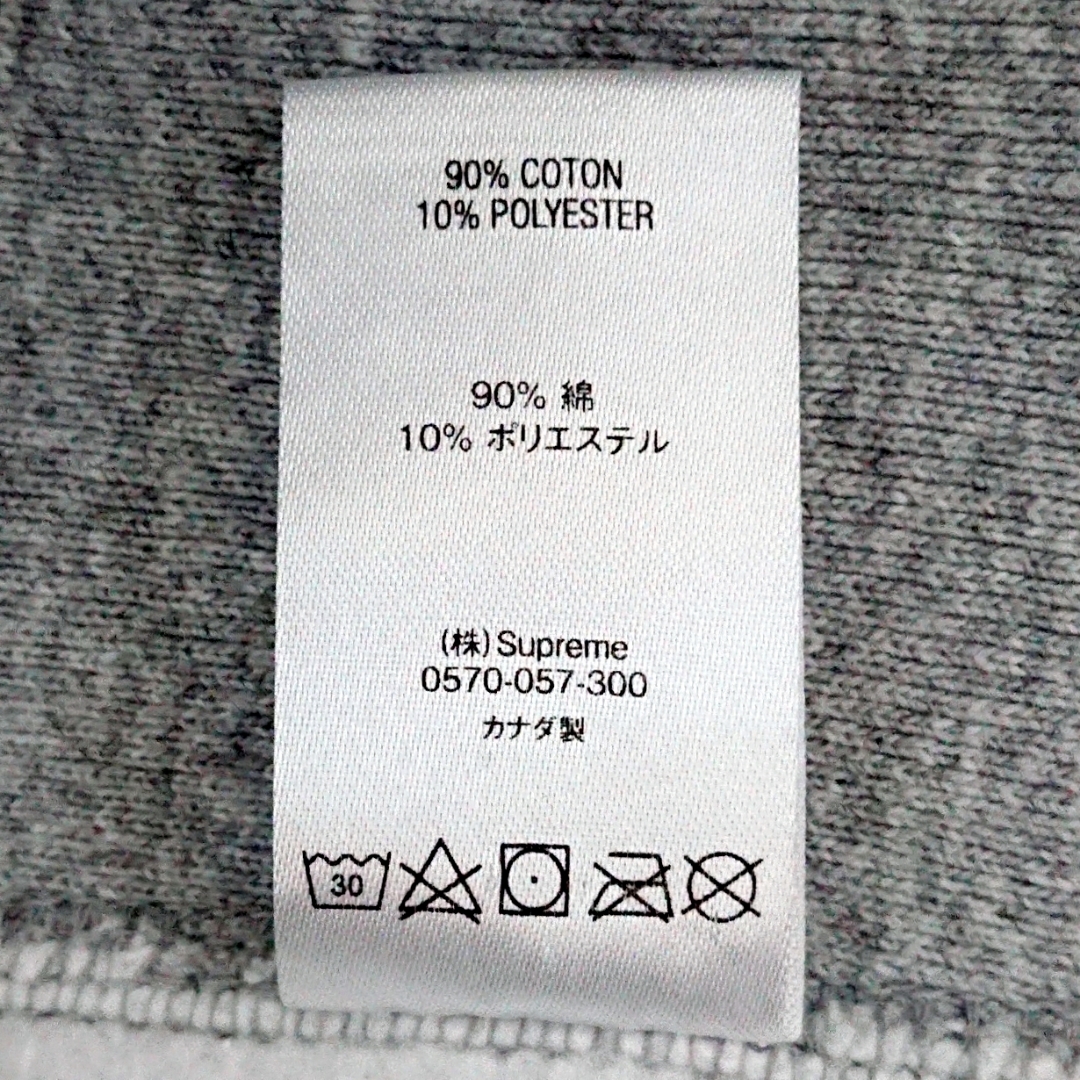 90% COTON
10% POLYESTER
90% 綿
10% ポリエステル
(株)Supreme
0570-057-300
カナダ製
30